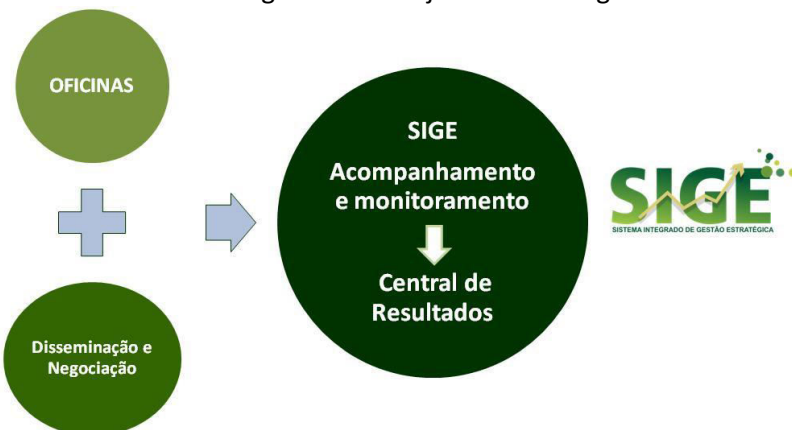 OFICINAS
Disseminação e
Negociação
SIGE
Acompanhamento
e monitoramento
Central de
Resultados
SIGE
SISTEMA INTEGRADO DE GESTÃO ESTRATÉGICA